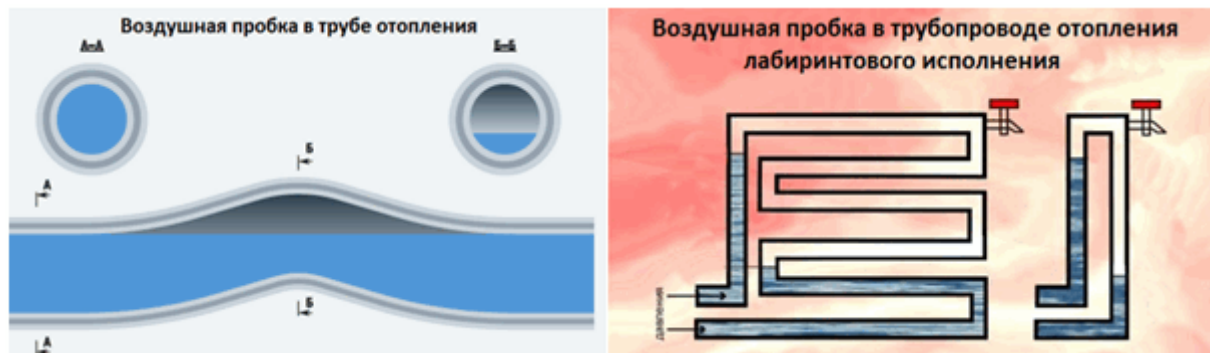 Воздушная пробка в трубе отопления
А-А
Б-Б
Б
А
Б
А
Воздушная пробка в трубопроводе отопления
лабиринтового исполнения
давление